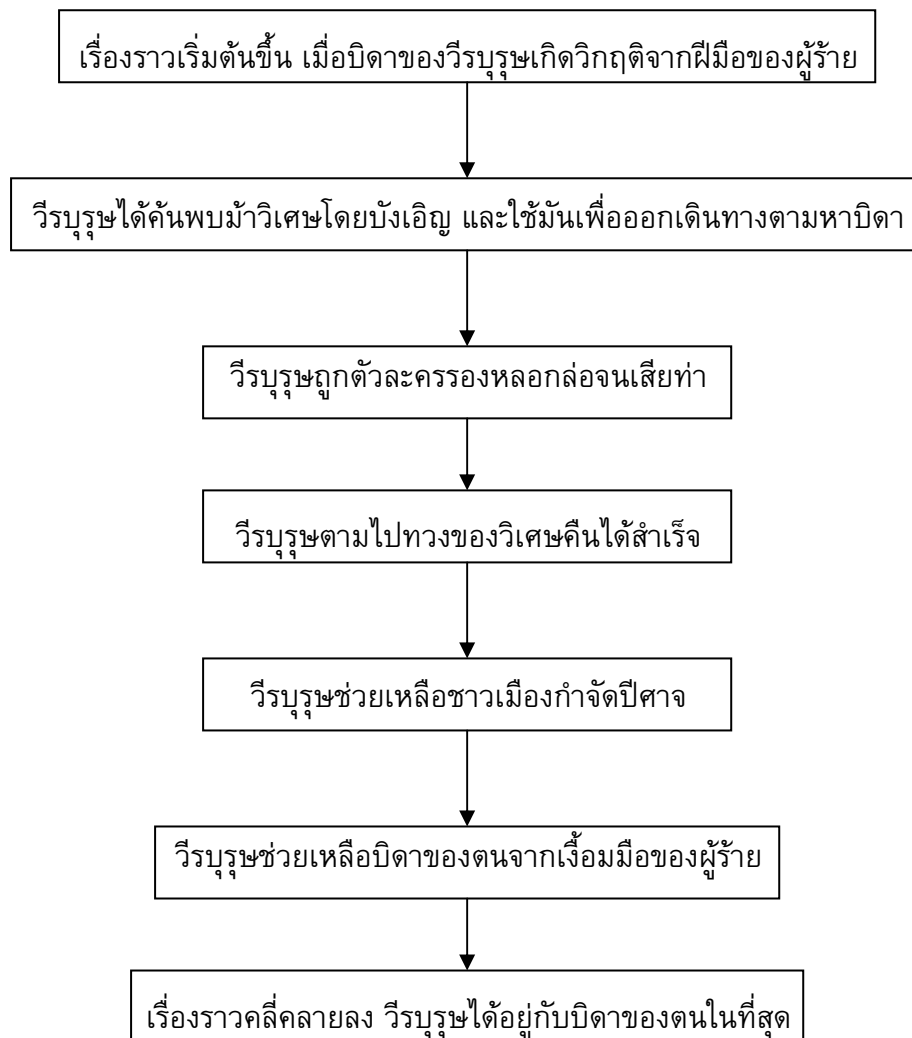 เรื่องราวเริ่มต้นขึ้น เมื่อบิดาของวีรบุรุษเกิดวิกฤติจากฝีมือของผู้ร้าย
วีรบุรุษได้ค้นพบม้าวิเศษโดยบังเอิญ และใช้มันเพื่อออกเดินทางตามหาบิดา
วีรบุรุษถูกตัวละครรองหลอกล่อจนเสียท่า
วีรบุรุษตามไปทวงของวิเศษคืนได้สำเร็จ
วีรบุรุษช่วยเหลือชาวเมืองกำจัดปีศาจ
วีรบุรุษช่วยเหลือบิดาของตนจากเงื้อมมือของผู้ร้าย
เรื่องราวคลี่คลายลง วีรบุรุษได้อยู่กับบิดาของตนในที่สุด